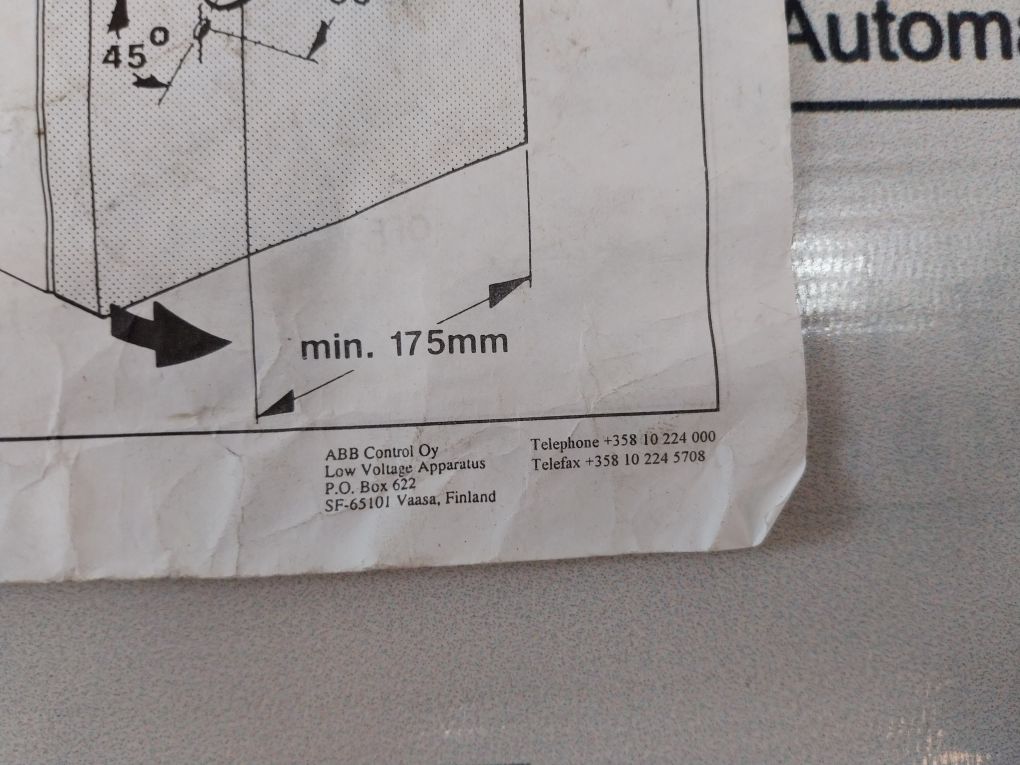 Automa
45°
min. 175mm
ABB Control Oy
Low Voltage Apparatus
P.O. Box 622
SF-65101 Vaasa, Finland
Telephone +358 10 224 000
Telefax +358 10 224 5708